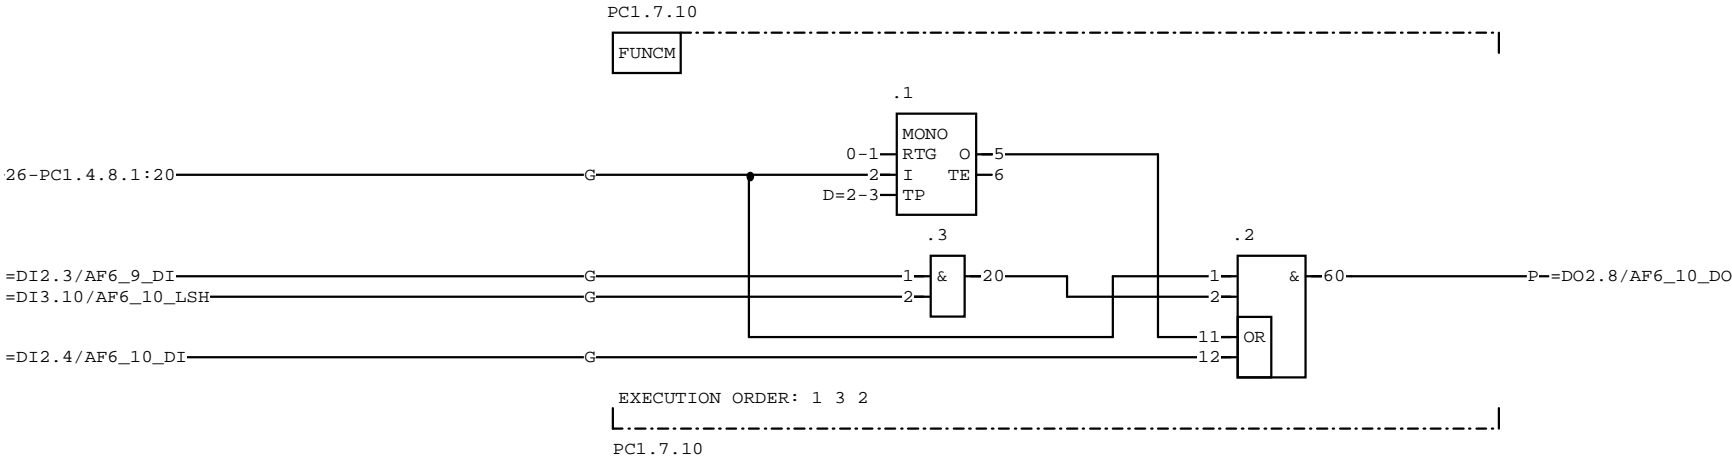 PC1.7.10
FUNCM
.1
MONO
0-1 RTG O 5
26-PC1.4.8.1:20 G 2 I TE 6
D=2-3 TP
.3 .2
=DI2.3/AF6_9_DI G 1 & 20 1 & 60 P =DO2.8/AF6_10_DO
=DI3.10/AF6_10_LSH G 2 2
11 OR
=DI2.4/AF6_10_DI G 12
EXECUTION ORDER: 1 3 2
PC1.7.10